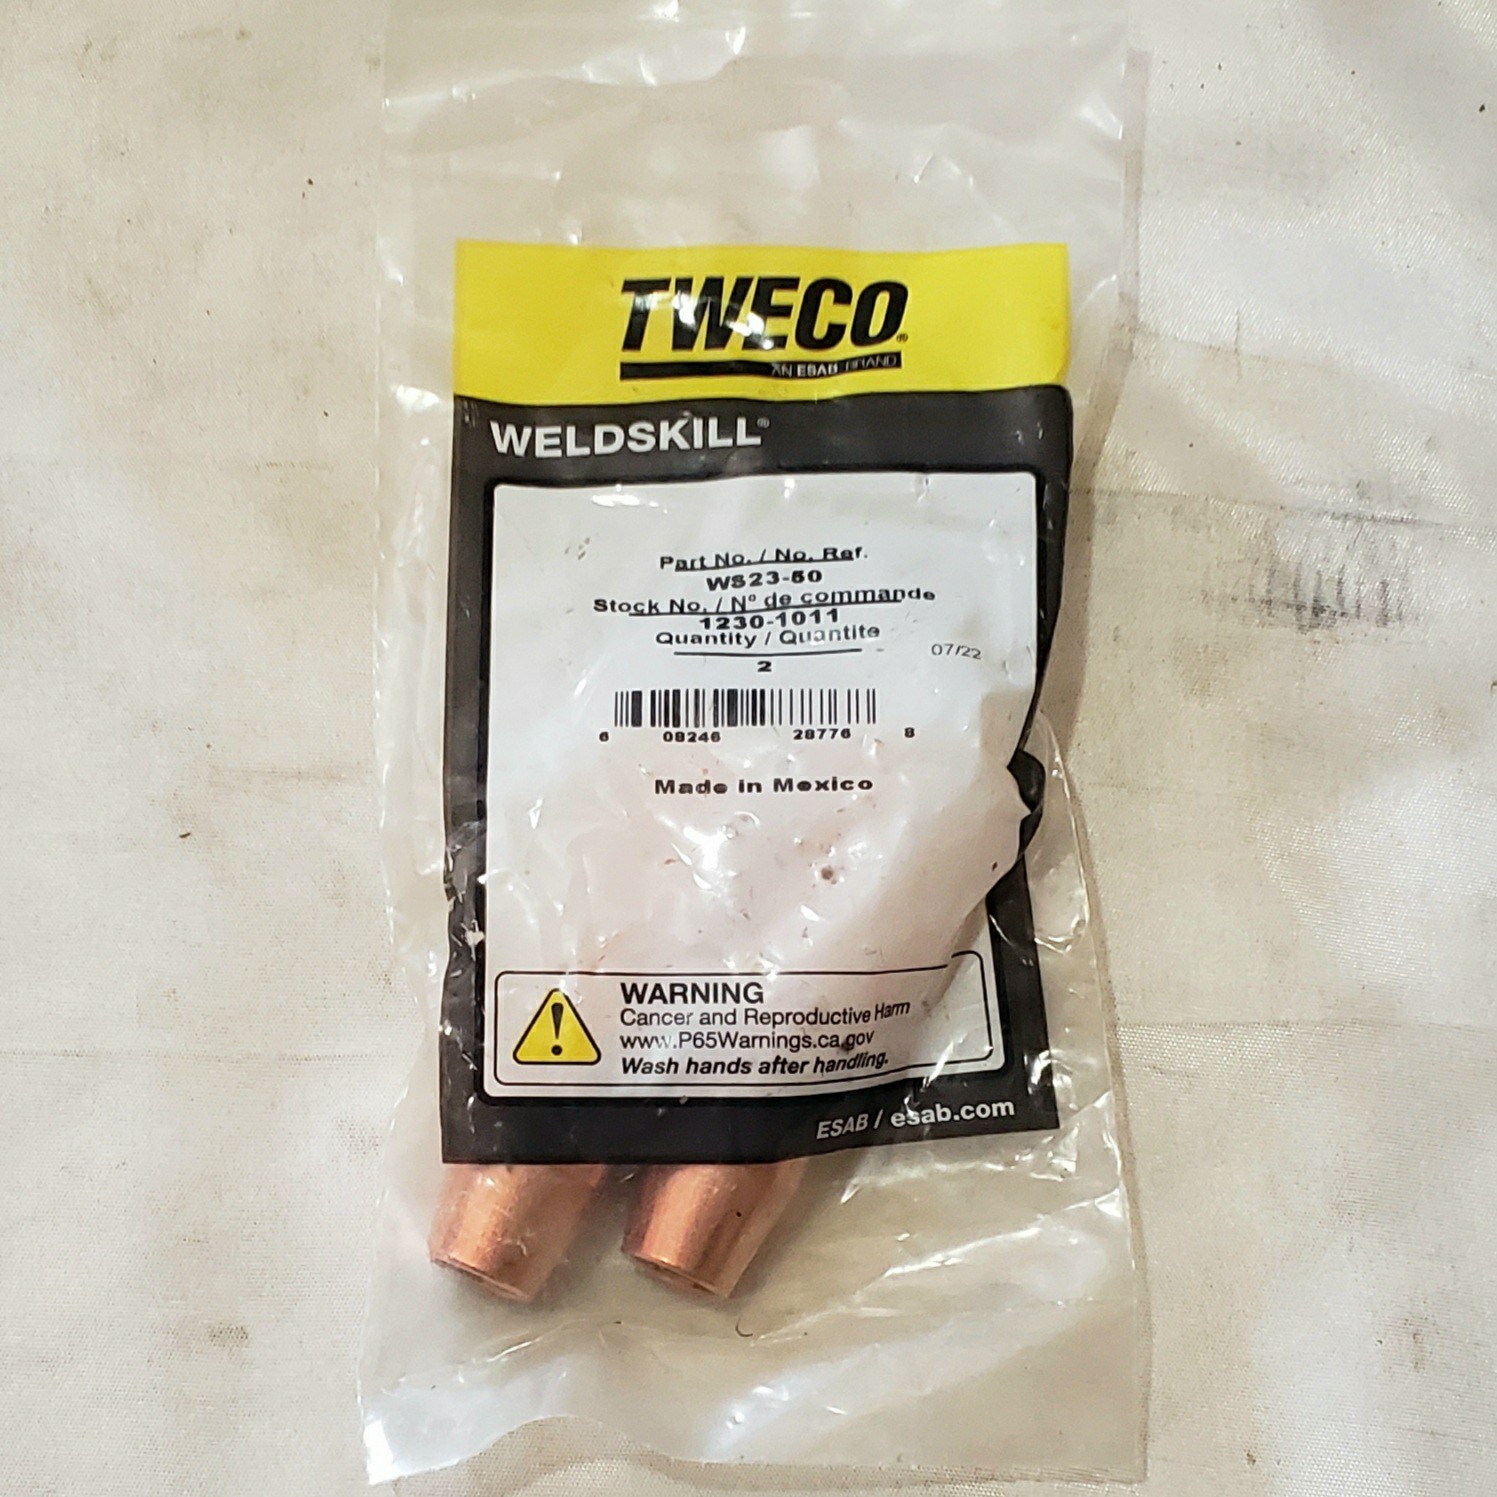 TWECO®
AN ESAB BRAND
WELDSKILL®
Part No. / No. Ref.
WS23-50
Stock No. / Nº de commande
1230-1011
Quantity / Quantite
2
07/22
6 08246 28776 8
Made in Mexico
WARNING
Cancer and Reproductive Harm
www.P65Warnings.ca.gov
Wash hands after handling.
ESAB / esab.com